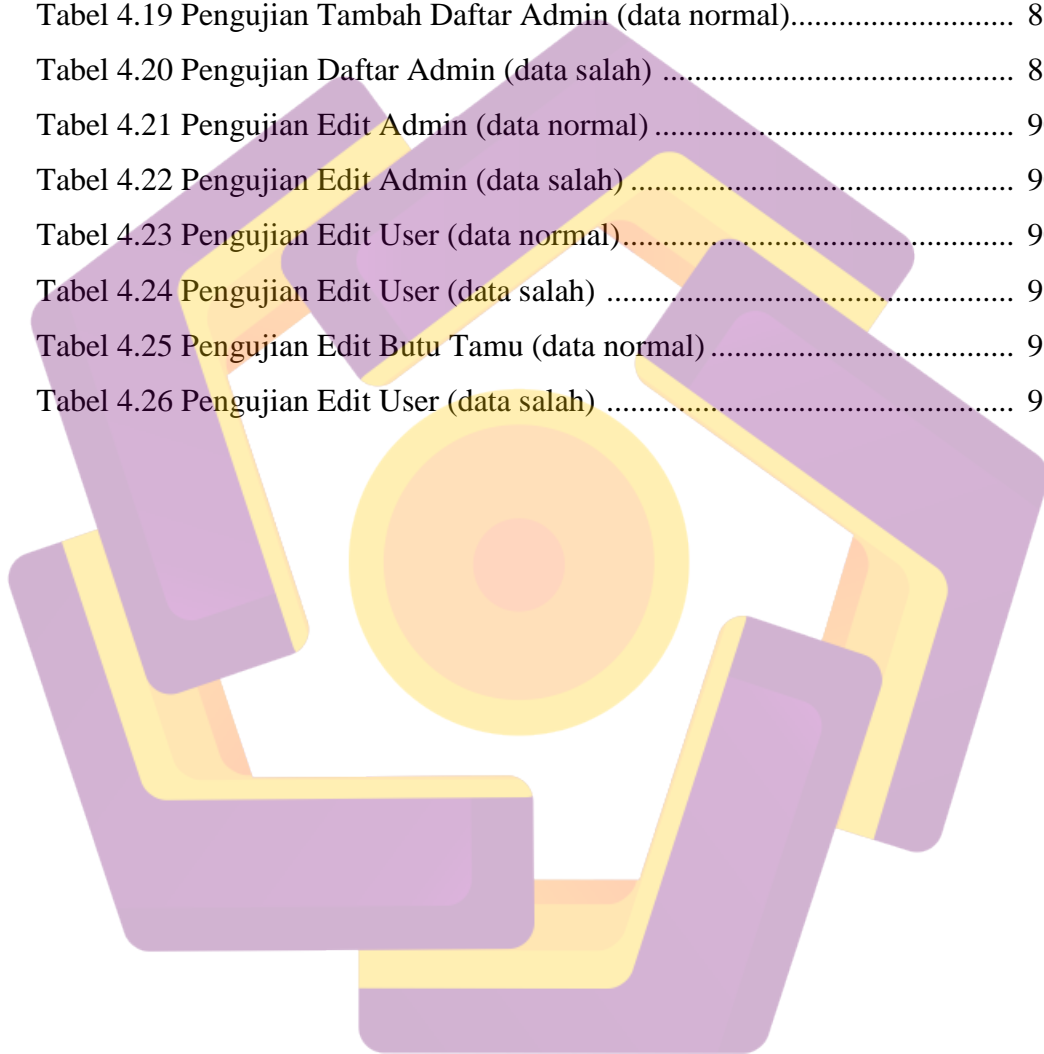 Tabel 4.19 Pengujian Tambah Daftar Admin (data normal)...................... 8
Tabel 4.20 Pengujian Daftar Admin (data salah) .................................... 8
Tabel 4.21 Pengujian Edit Admin (data normal) ..................................... 9
Tabel 4.22 Pengujian Edit Admin (data salah) ........................................ 9
Tabel 4.23 Pengujian Edit User (data normal)......................................... 9
Tabel 4.24 Pengujian Edit User (data salah) ........................................... 9
Tabel 4.25 Pengujian Edit Butu Tamu (data normal) ............................... 9
Tabel 4.26 Pengujian Edit User (data salah) ........................................... 9